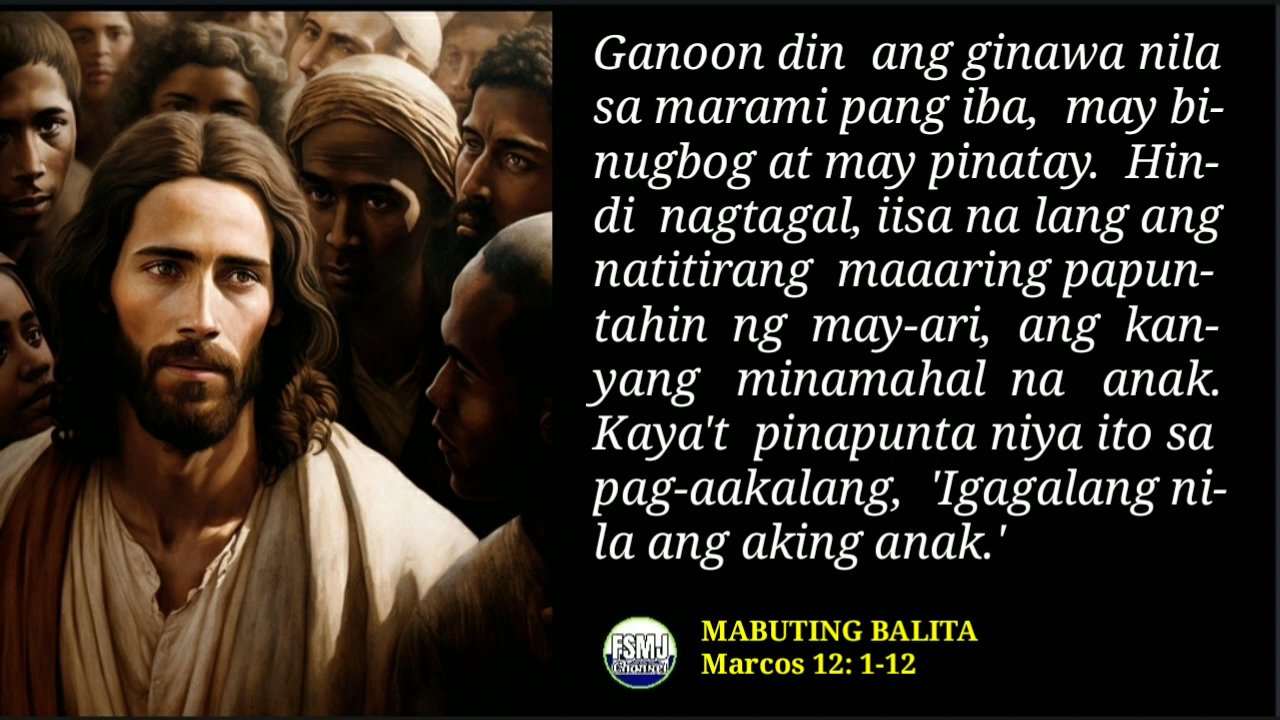 Ganoon din ang ginawa nila
sa marami pang iba, may bi-
nugbog at may pinatay. Hin-
di nagtagal, iisa na lang ang
natitirang maaaring papun-
tahin ng may-ari, ang kan-
yang minamahal na anak.
Kaya't pinapunta niya ito sa
pag-aakalang, 'Igagalang ni-
la ang aking anak.'
FSMJ
Channel
MABUTING BALITA
Marcos 12: 1-12